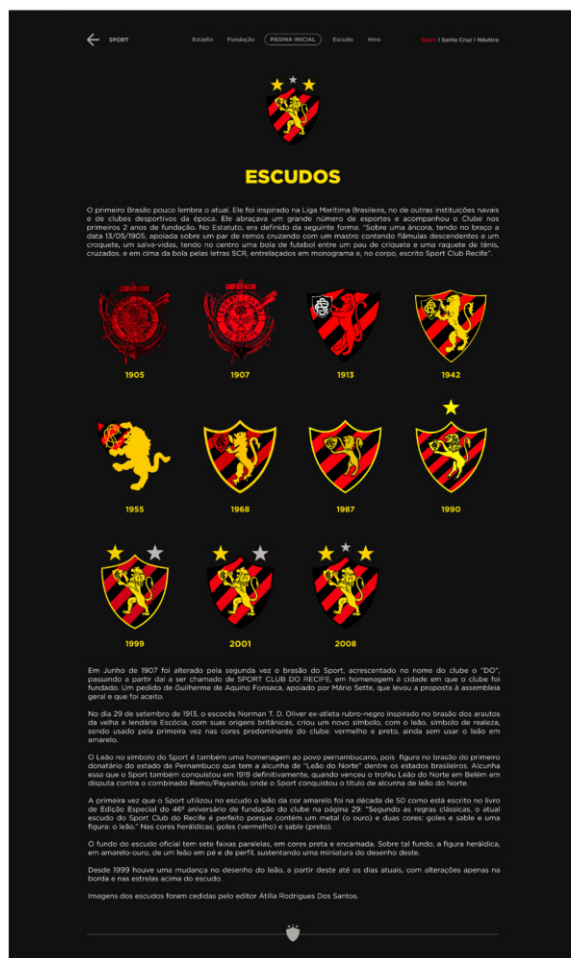 SPORT
Estádio Fundação PÁGINA INICIAL Escudo Hino
Sport I Santa Cruz I Náutico
ESCUDOS
O primeiro Brasão pouco lembra o atual. Ele foi inspirado na Liga Marítima Brasileira, no de outras instituições navais
e de clubes desportivos da época. Ele abraçava um grande número de esportes e acompanhou o Clube nos
primeiros 2 anos de fundação. No Estatuto, era definido da seguinte forma: "Sobre uma âncora, tendo no braço a
data 13/05/1905, apoiada sobre um par de remos cruzando com um mastro contendo flâmulas descendentes e um
croquete, um salva-vidas, tendo no centro uma bola de futebol entre um pau de críquete e uma raquete de tênis,
cruzados, e em cima da bola pelas letras SCR, entrelaçados em monograma e, no corpo, escrito Sport Club Recife".
1905 1907 1913 1942
1955 1968 1987 1990
1999 2001 2008
Em Junho de 1907 foi alterado pela segunda vez o brasão do Sport, acrescentado no nome do clube o "DO",
passando a partir daí a ser chamado de SPORT CLUB DO RECIFE, em homenagem à cidade em que o clube foi
fundado. Um pedido de Guilherme de Aquino Fonseca, apoiado por Mário Sette, que levou a proposta à assembleia
geral e que foi aceito.
No dia 29 de setembro de 1913, o escocês Norman T. D. Oliver ex-atleta rubro-negro inspirado no brasão dos arautos
da velha e lendária Escócia, com suas origens britânicas, criou um novo símbolo, com o leão, símbolo de realeza,
sendo usado pela primeira vez nas cores predominante do clube: vermelho e preto, ainda sem usar o leão em
amarelo.
O Leão no símbolo do Sport é também uma homenagem ao povo pernambucano, pois figura no brasão do primeiro
donatário do estado de Pernambuco que tem a alcunha de "Leão do Norte" dentre os estados brasileiros. Alcunha
essa que o Sport também conquistou em 1919 definitivamente, quando venceu o troféu Leão do Norte em Belém em
disputa contra o combinado Remo/Paysandu onde o Sport conquistou o título de alcunha de leão do Norte.
A primeira vez que o Sport utilizou no escudo o leão da cor amarelo foi na década de 50 como está escrito no livro
de Edição Especial do 46° aniversário de fundação do clube na página 29: "Segundo as regras clássicas, o atual
escudo do Sport Club do Recife é perfeito porque contém um metal (o ouro) e duas cores: goles e sable e uma
figura: o leão." Nas cores heráldicas; goles (vermelho) e sable (preto).
O fundo do escudo oficial tem sete faixas paralelas, em cores preta e encarnada. Sobre tal fundo, a figura heráldica,
em amarelo-ouro, de um leão em pé e de perfil, sustentando uma miniatura do desenho deste.
Desde 1999 houve uma mudança no desenho do leão, a partir deste até os dias atuais, com alterações apenas na
borda e nas estrelas acima do escudo.
Imagens dos escudos foram cedidas pelo editor Átilla Rodrigues Dos Santos.